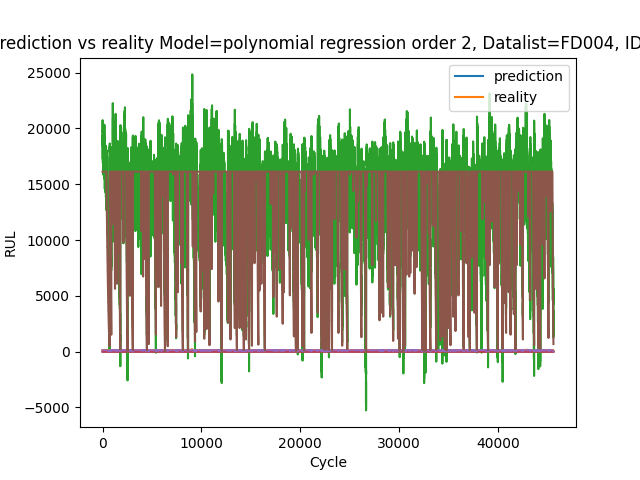 rediction vs reality Model=polynomial regression order 2, Datalist=FD004, ID
25000
20000
15000
10000
5000
0
−5000
RUL
prediction
reality
0
10000
20000
30000
40000
Cycle